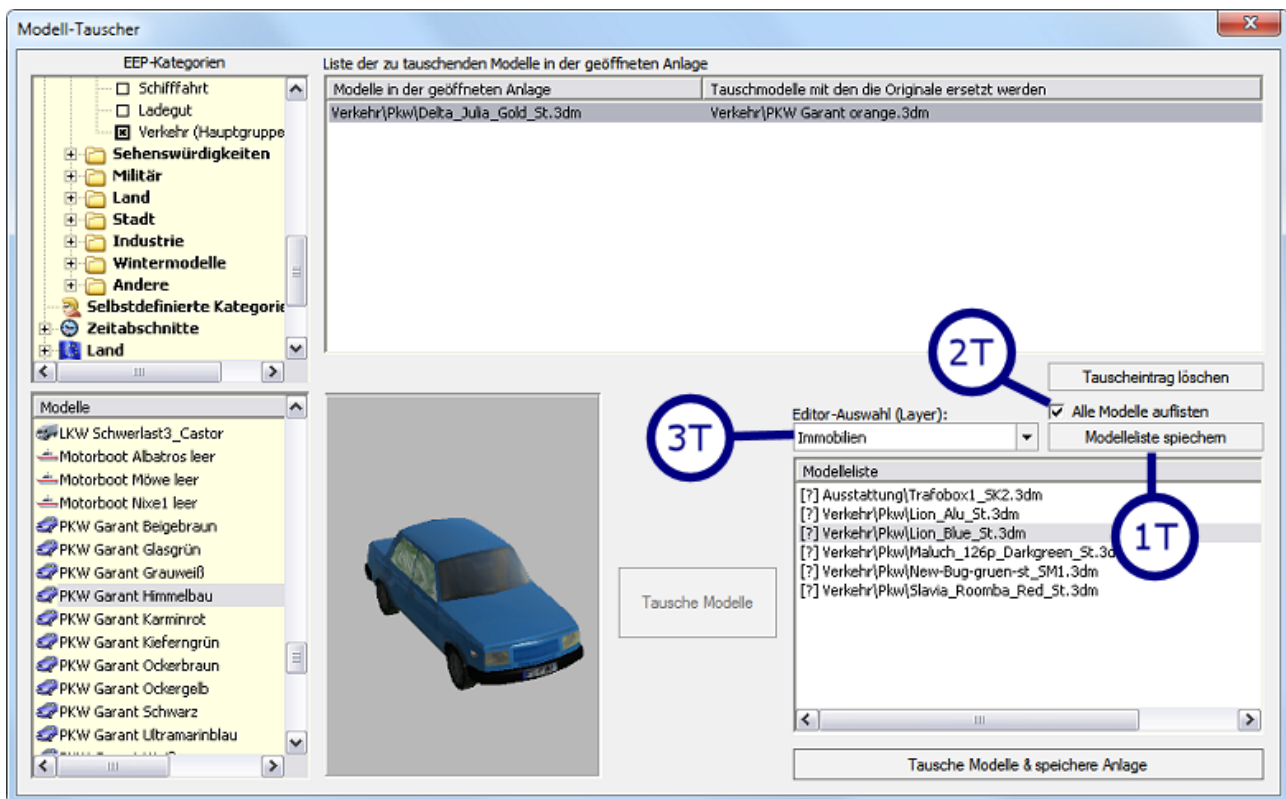 Modell-Tauscher
EEP-Kategorien
Schifffahrt
Ladegut
Verkehr (Hauptgruppe
Sehenswürdigkeiten
Militär
Land
Stadt
Industrie
Wintermodelle
Andere
Selbstdefinierte Kategorie
Zeitabschnitte
Land
Liste der zu tauschenden Modelle in der geöffneten Anlage
Modelle in der geöffneten Anlage Tauschmodelle mit den die Originale ersetzt werden
Verkehr\Pkw\Delta_Julia_Gold_St.3dm Verkehr\PKW Garant orange.3dm
Modelle
LKW Schwerlast3_Castor
Motorboot Albatros leer
Motorboot Möwe leer
Motorboot Nixe1 leer
PKW Garant Beigebraun
PKW Garant Glasgrün
PKW Garant Grauweiß
PKW Garant Himmelbau
PKW Garant Karminrot
PKW Garant Kieferngrün
PKW Garant Ockerbraun
PKW Garant Ockergelb
PKW Garant Schwarz
PKW Garant Ultramarinblau
Tausche Modelle
2T
Tauscheintrag löschen
Editor-Auswahl (Layer):
Alle Modelle auflisten
3T
Immobilien
Modelleliste spiechern
Modelleliste
[?] Ausstattung\Trafobox1_SK2.3dm
[?] Verkehr\Pkw\Lion_Alu_St.3dm
[?] Verkehr\Pkw\Lion_Blue_St.3dm
[?] Verkehr\Pkw\Maluch_126p_Darkgreen_St.3d
[?] Verkehr\Pkw\New-Bug-gruen-st_SM1.3dm
[?] Verkehr\Pkw\Slavia_Roomba_Red_St.3dm
1T
Tausche Modelle & speichere Anlage